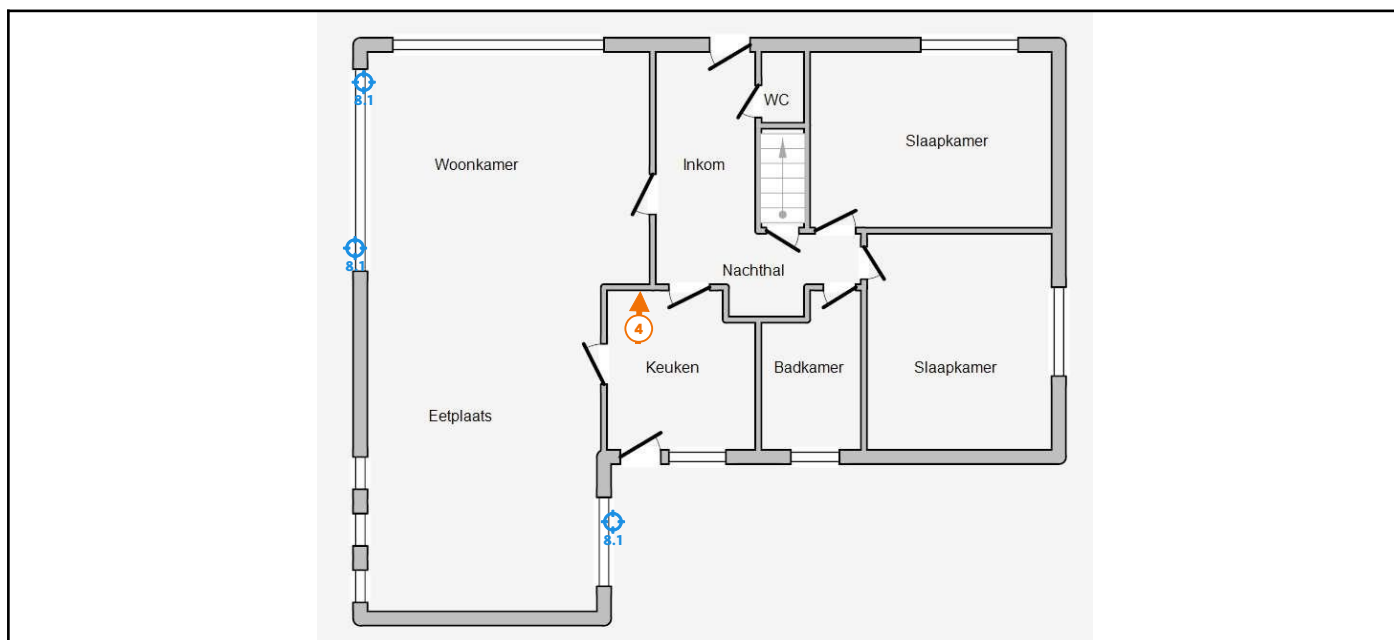 8.1
WC
Slaapkamer
Woonkamer
Inkom
8.1
Nachthal
4
Keuken
Badkamer
Slaapkamer
Eetplaats
8.1